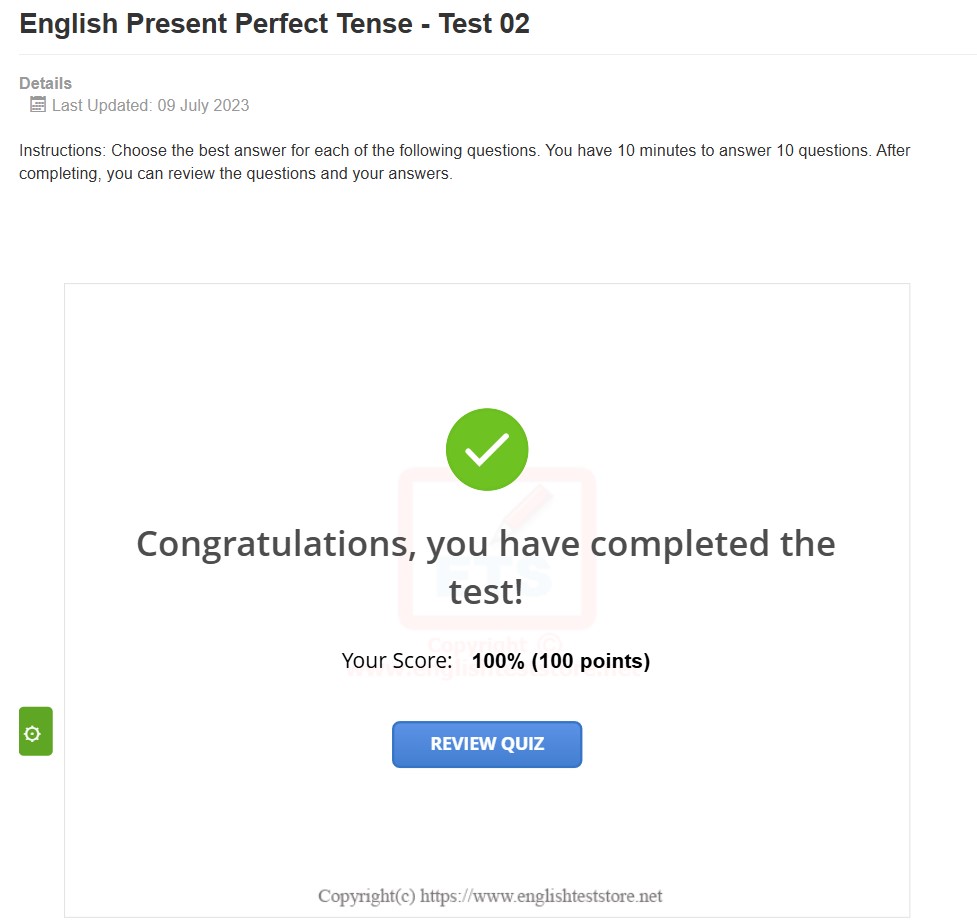 English Present Perfect Tense - Test 02
Details
Last Updated: 09 July 2023
Instructions: Choose the best answer for each of the following questions. You have 10 minutes to answer 10 questions. After
completing, you can review the questions and your answers.
Congratulations, you have completed the
test!
ETS
Copyright ©
www.englishteststore.net
Your Score: 100% (100 points)
REVIEW QUIZ
Copyright(c) https://www.englishteststore.net